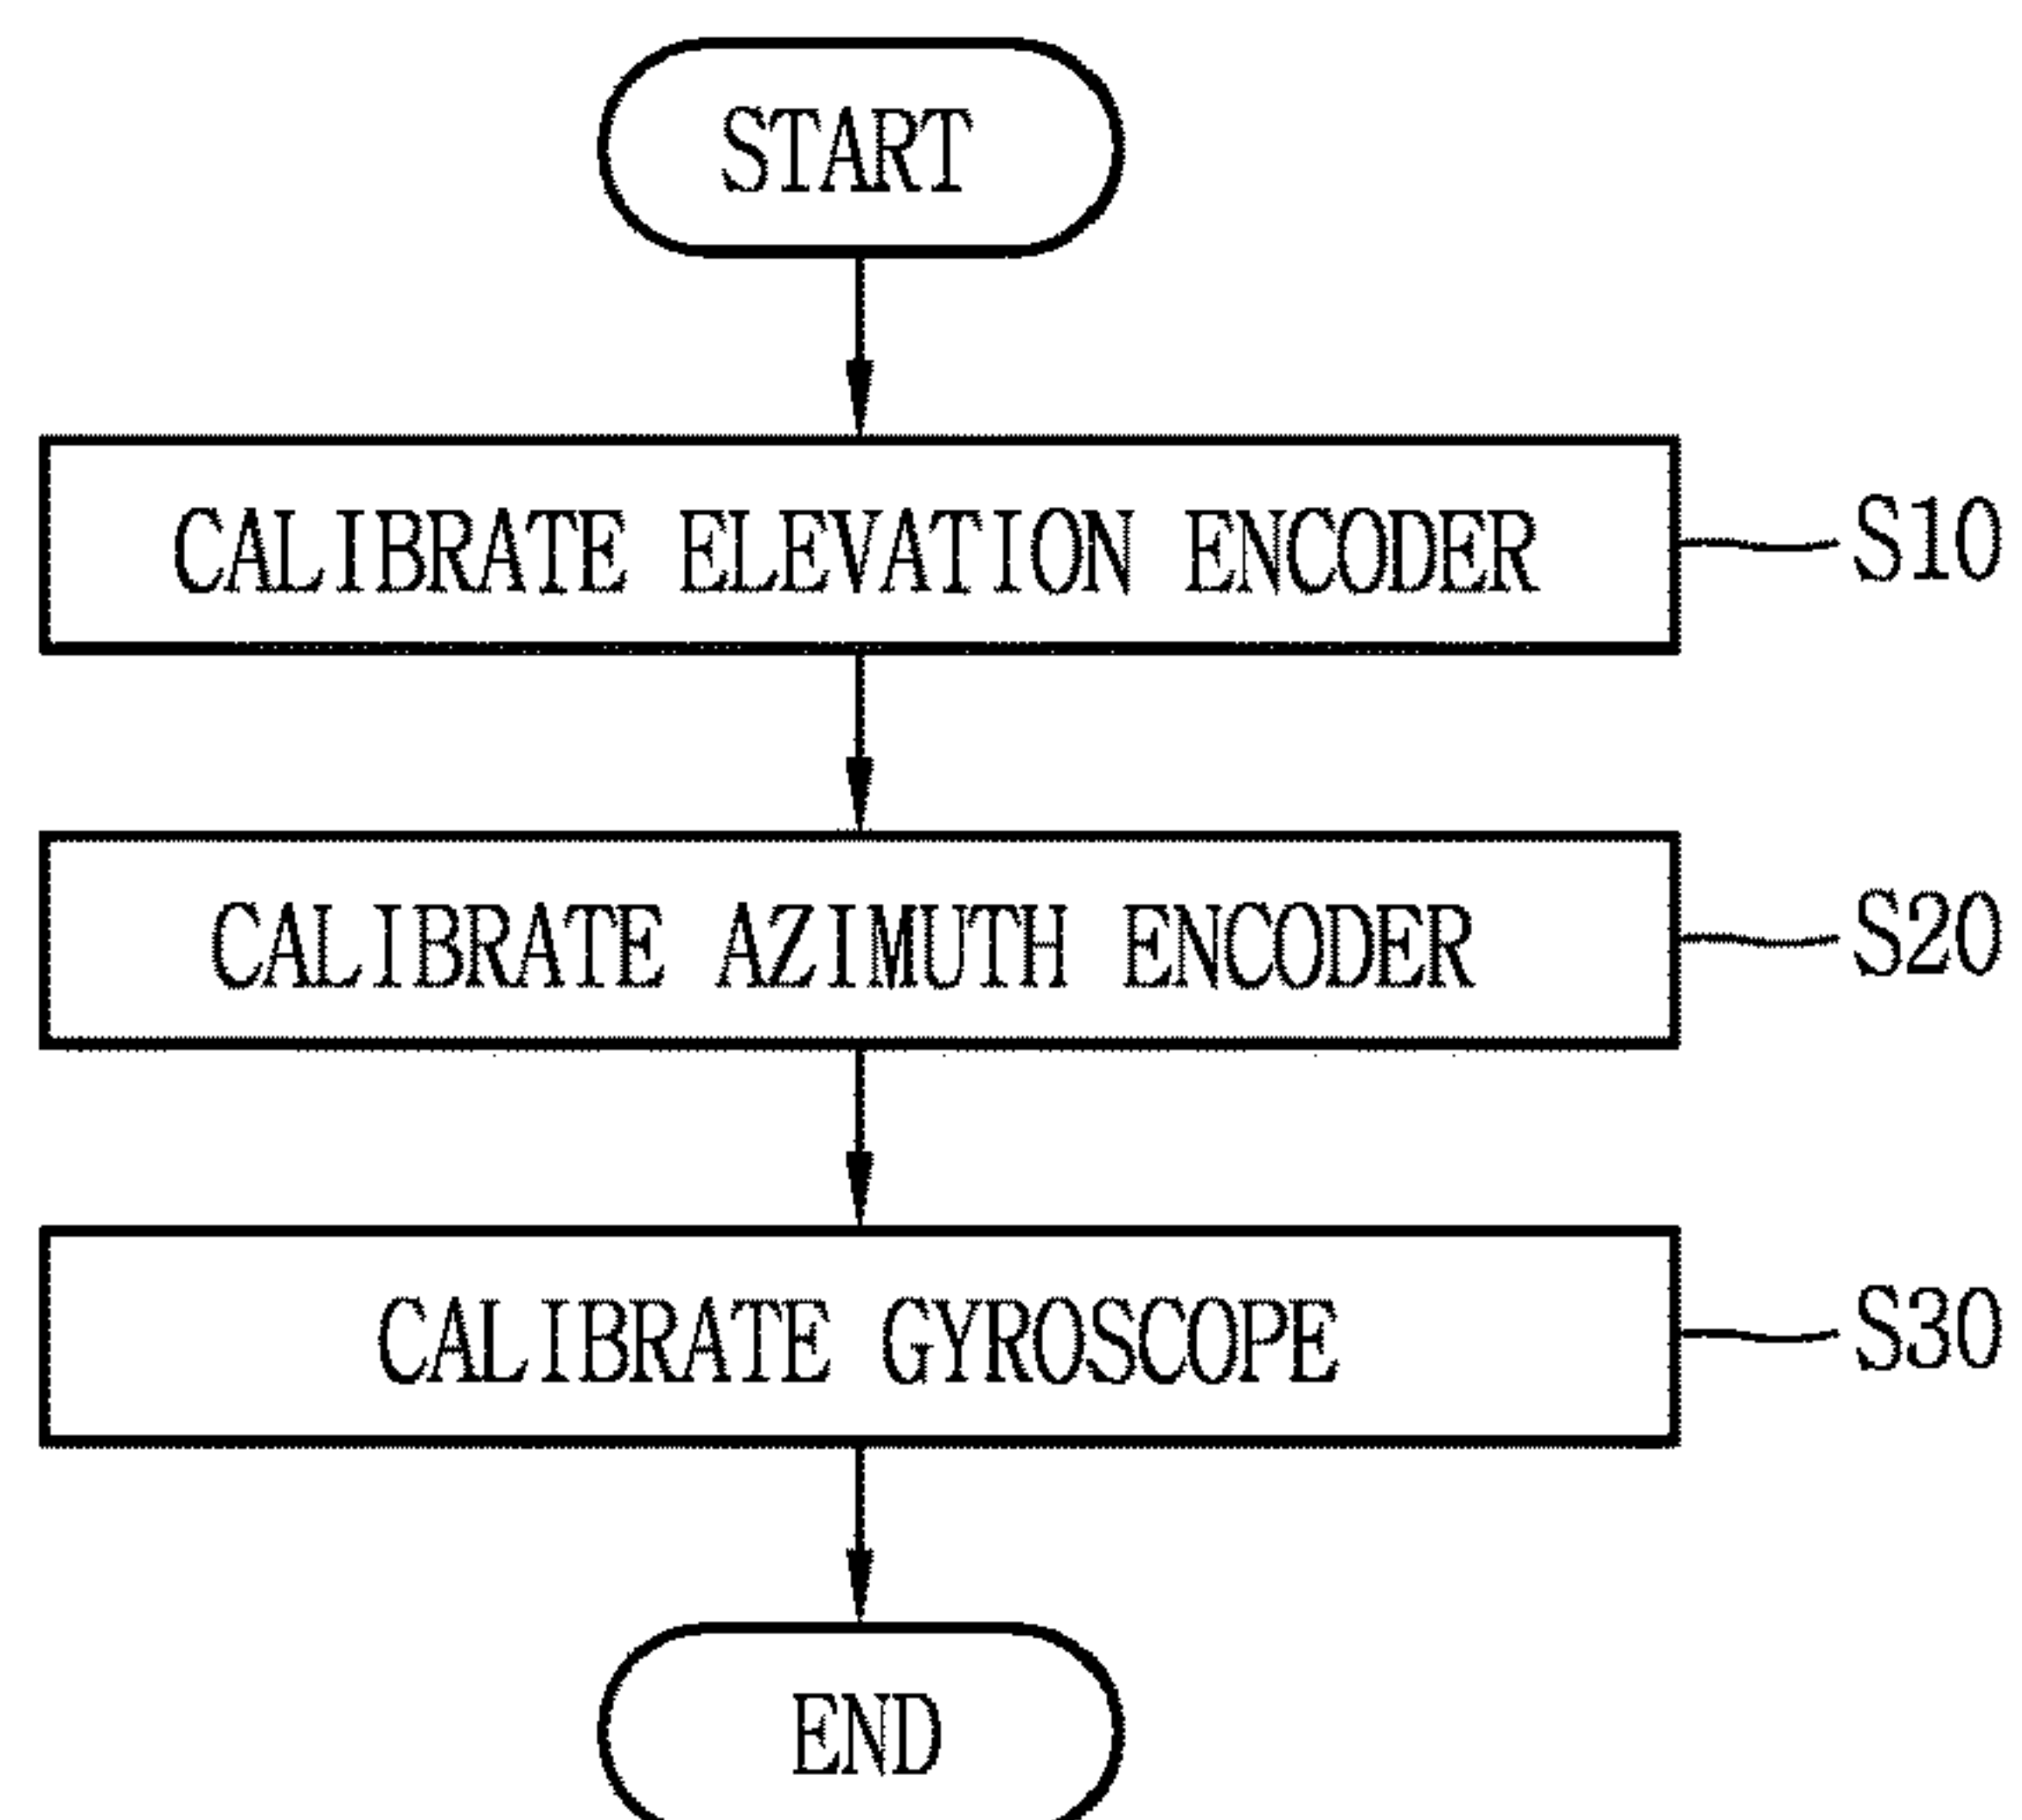 START
CALIBRATE ELEVATION ENCODER S10
CALIBRATE AZIMUTH ENCODER S20
CALIBRATE GYROSCOPE S30
END